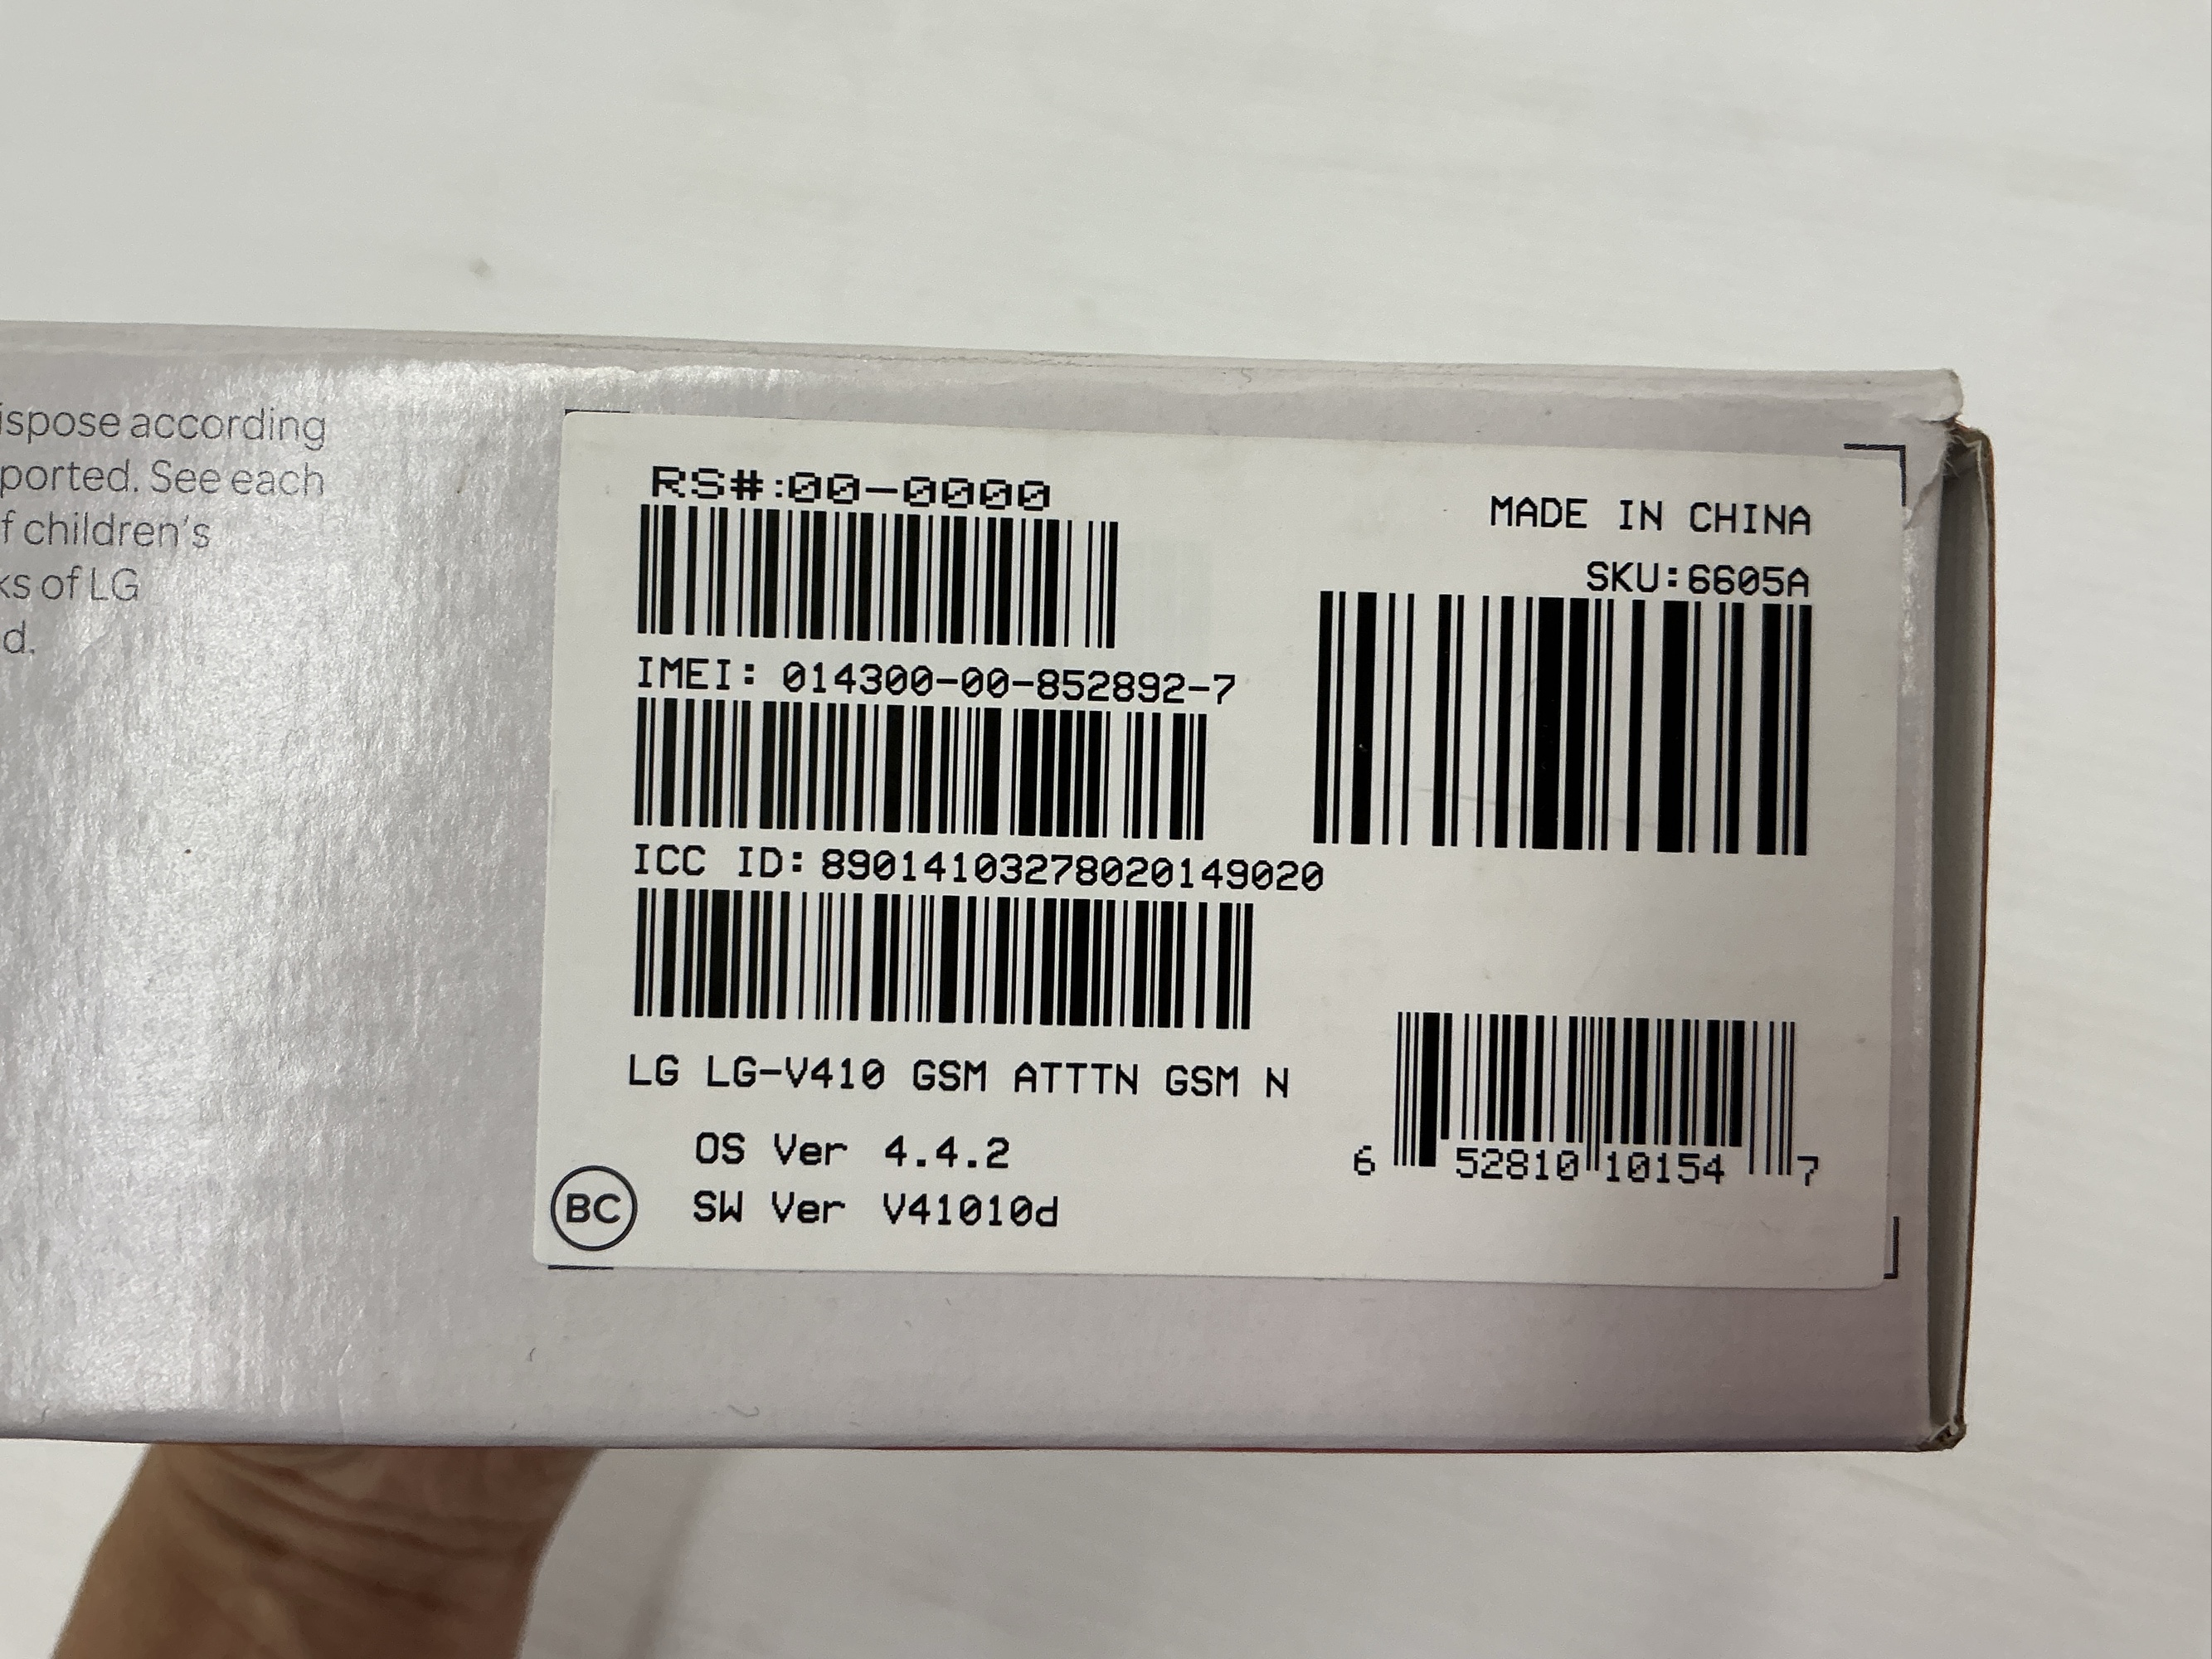 ispose according
ported. See each
f children's
ks of LG
d.
RS#:00-0000
MADE IN CHINA
SKU:6605A
IMEI: 014300-00-852892-7
ICC ID: 89014103278020149020
LG LG-V410 GSM ATTTN GSM N
OS Ver 4.4.2
SW Ver V41010d
BC
6 52810 10154 7